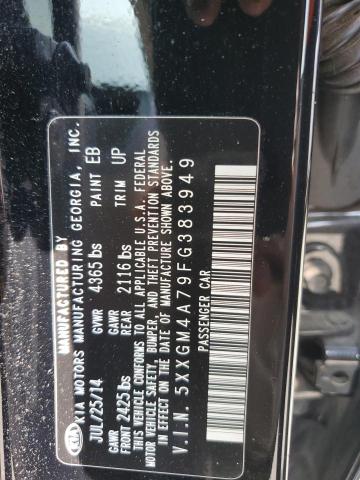 MANUFACTURED BY
KIA KIA MOTORS MANUFACTURING GEORGIA, INC.
JUL/23/14 GVWR 4365 lbs PAINT EB
GAWR FRONT 2425 lbs GAWR REAR 2116 lbs TRIM UP
THIS VEHICLE CONFORMS TO ALL APPLICABLE U.S.A. FEDERAL
MOTOR VEHICLE SAFETY, BUMPER, AND THEFT PREVENTION STANDARDS
IN EFFECT ON THE DATE OF MANUFACTURE SHOWN ABOVE.
V.I.N. 5XXGM4A79FG383949
PASSENGER CAR